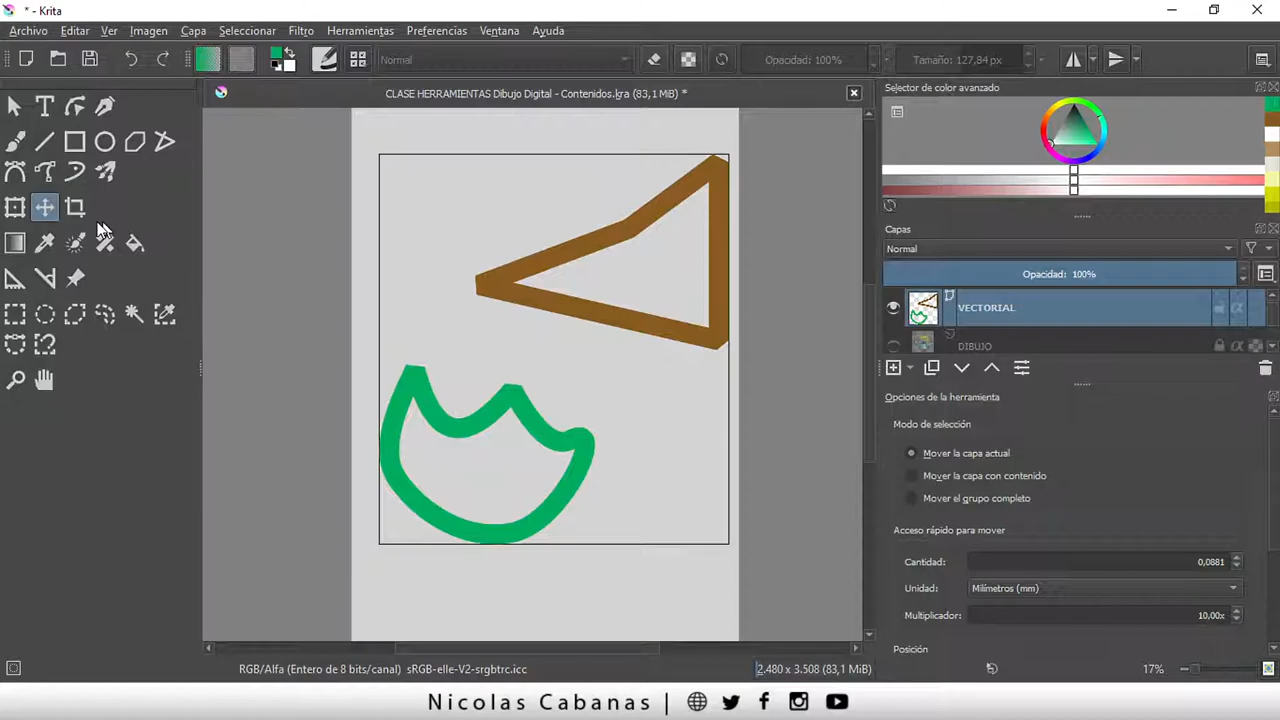 * - Krita
Archivo Editar Ver Imagen Capa Seleccionar Filtro Herramientas Preferencias Ventana Ayuda
Normal Opacidad: 100% Tamaño: 127,84 px
CLASE HERRAMIENTAS Dibujo Digital - Contenidos.kra (83,1 MiB) *
Selector de color avanzado
Capas
Normal
Opacidad: 100%
VECTORIAL
DIBUJO
Opciones de la herramienta
Modo de selección
Mover la capa actual
Mover la capa con contenido
Mover el grupo completo
Acceso rápido para mover
Cantidad: 0,0881
Unidad: Milímetros (mm)
Multiplicador: 10,00x
Posición
RGB/Alfa (Entero de 8 bits/canal) sRGB-elle-V2-srgbtrc.icc 2.480 x 3.508 (83,1 MiB) 17%
Nicolas Cabanas |